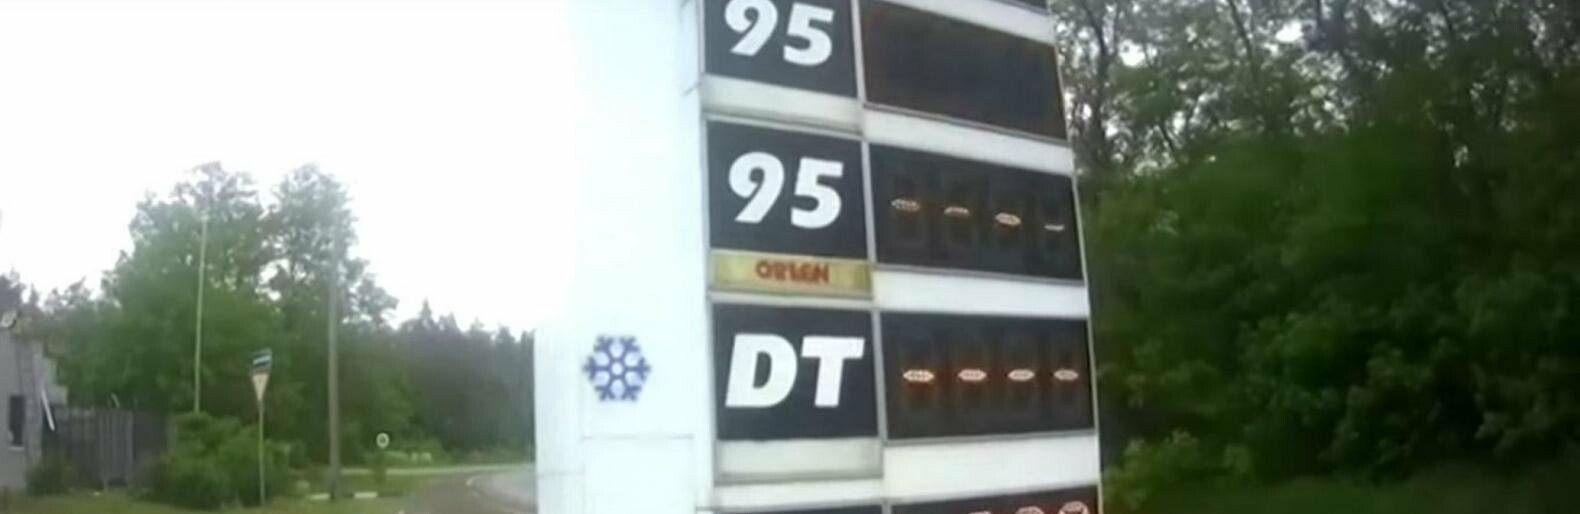 95
95 ----
ORLEN
DT ----